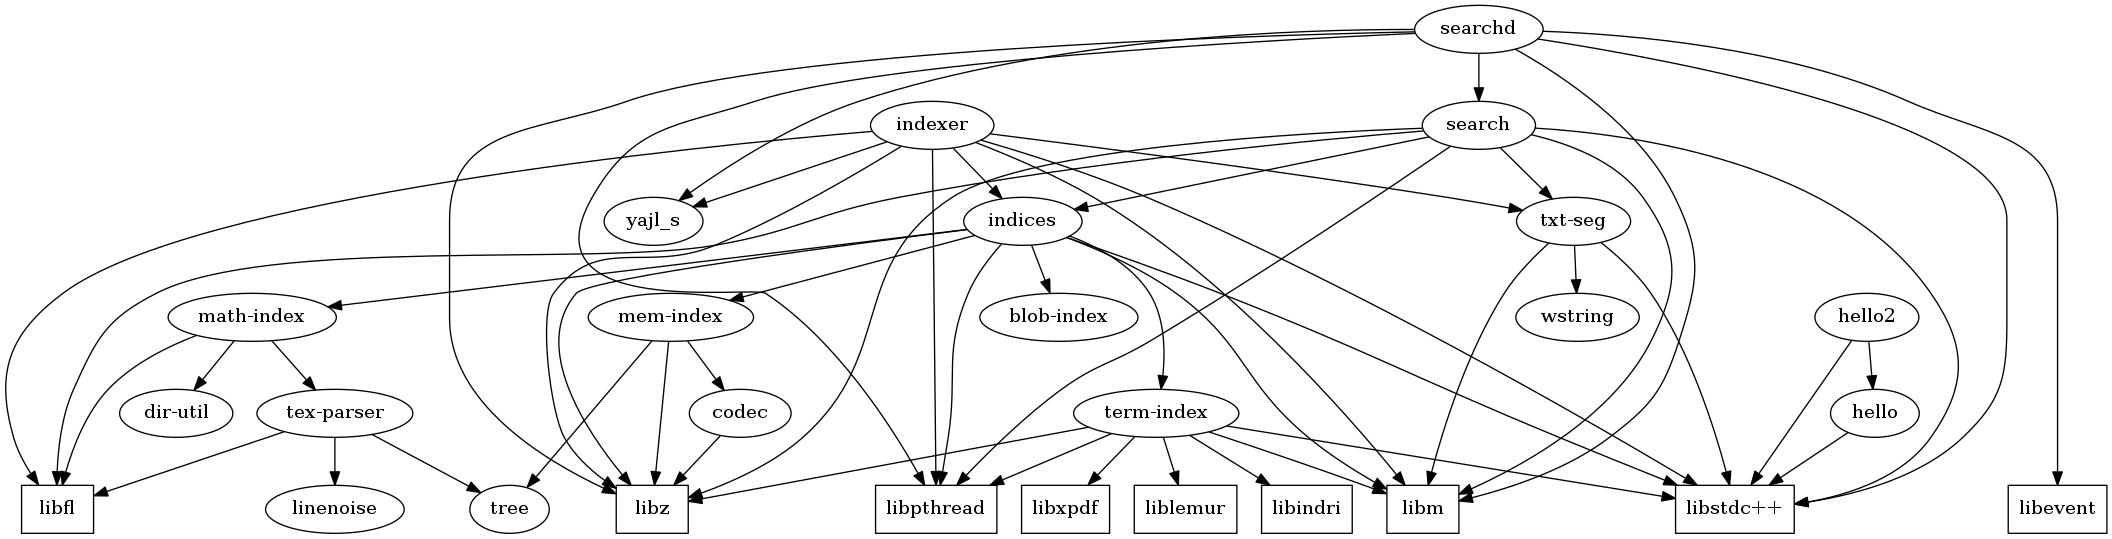 searchd
indexer
search
yajl_s
indices
txt-seg
math-index
mem-index
blob-index
wstring
hello2
dir-util
tex-parser
codec
term-index
hello
libfl
linenoise
tree
libz
libpthread
libxpdf
liblemur
libindri
libm
libstdc++
libevent